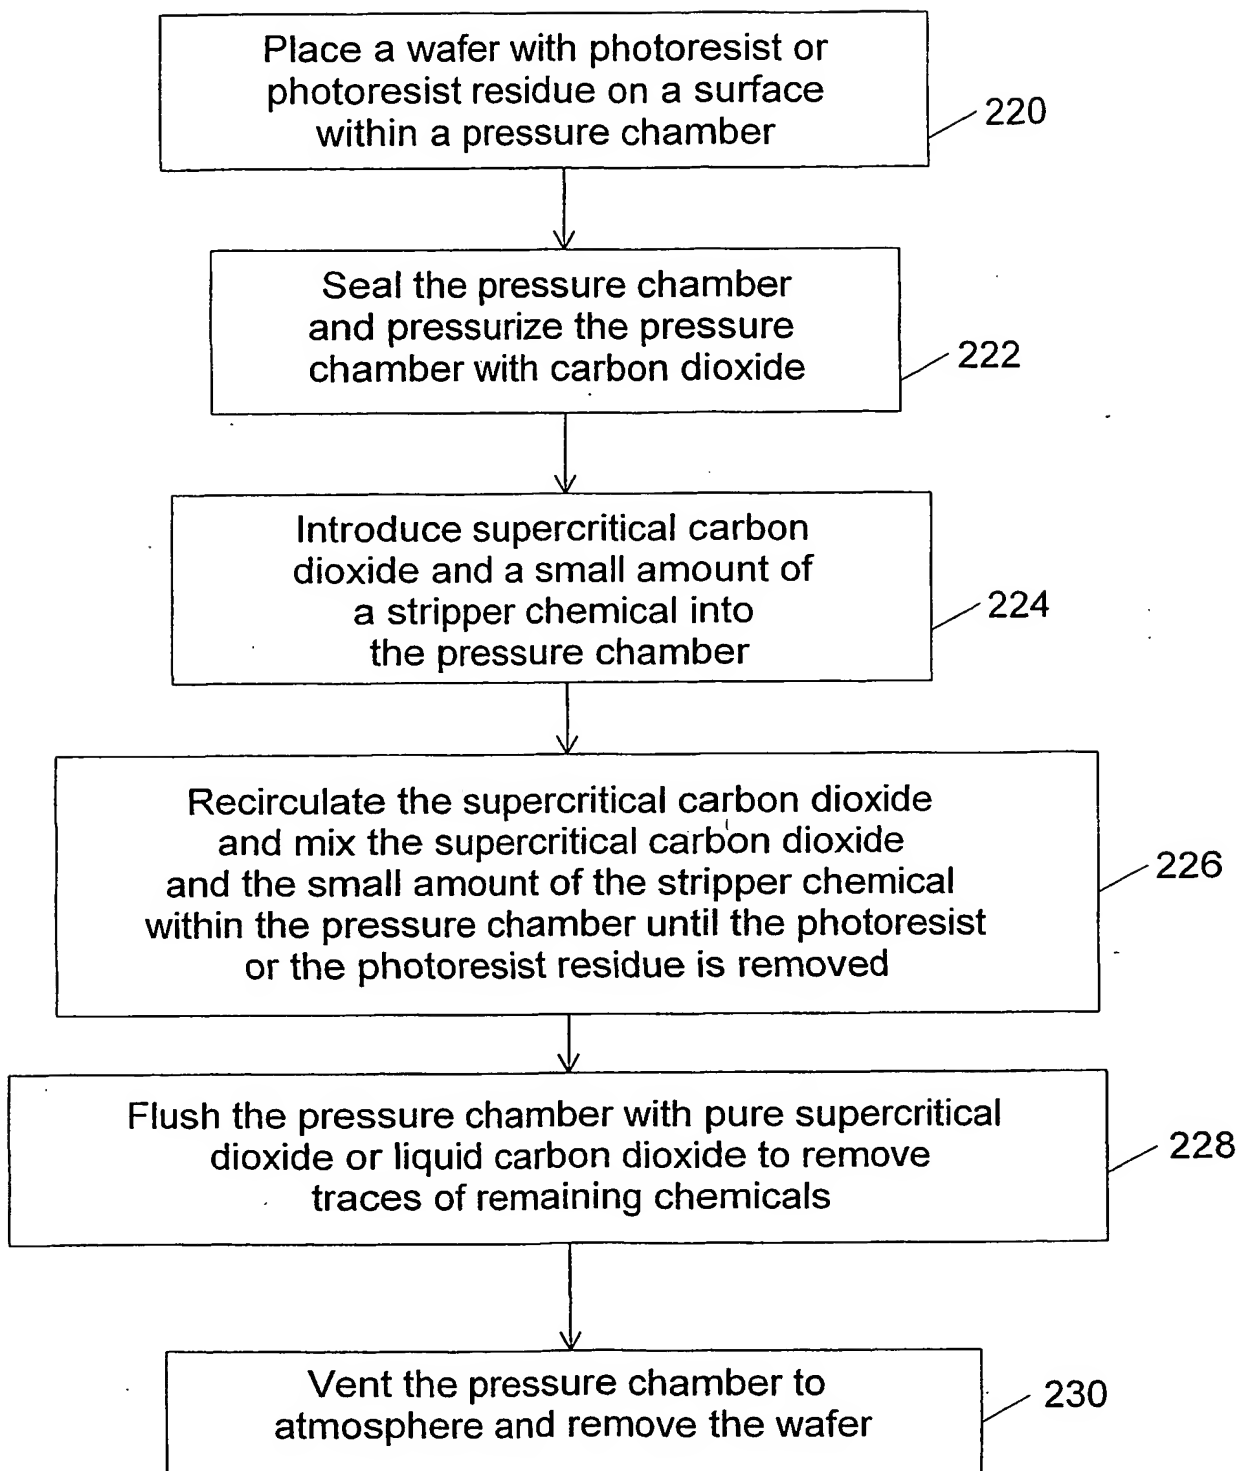 Place a wafer with photoresist or
photoresist residue on a surface
within a pressure chamber
220
Seal the pressure chamber
and pressurize the pressure
chamber with carbon dioxide
222
Introduce supercritical carbon
dioxide and a small amount of
a stripper chemical into
the pressure chamber
224
Recirculate the supercritical carbon dioxide
and mix the supercritical carbon dioxide
and the small amount of the stripper chemical
within the pressure chamber until the photoresist
or the photoresist residue is removed
226
Flush the pressure chamber with pure supercritical
dioxide or liquid carbon dioxide to remove
traces of remaining chemicals
228
Vent the pressure chamber to
atmosphere and remove the wafer
230